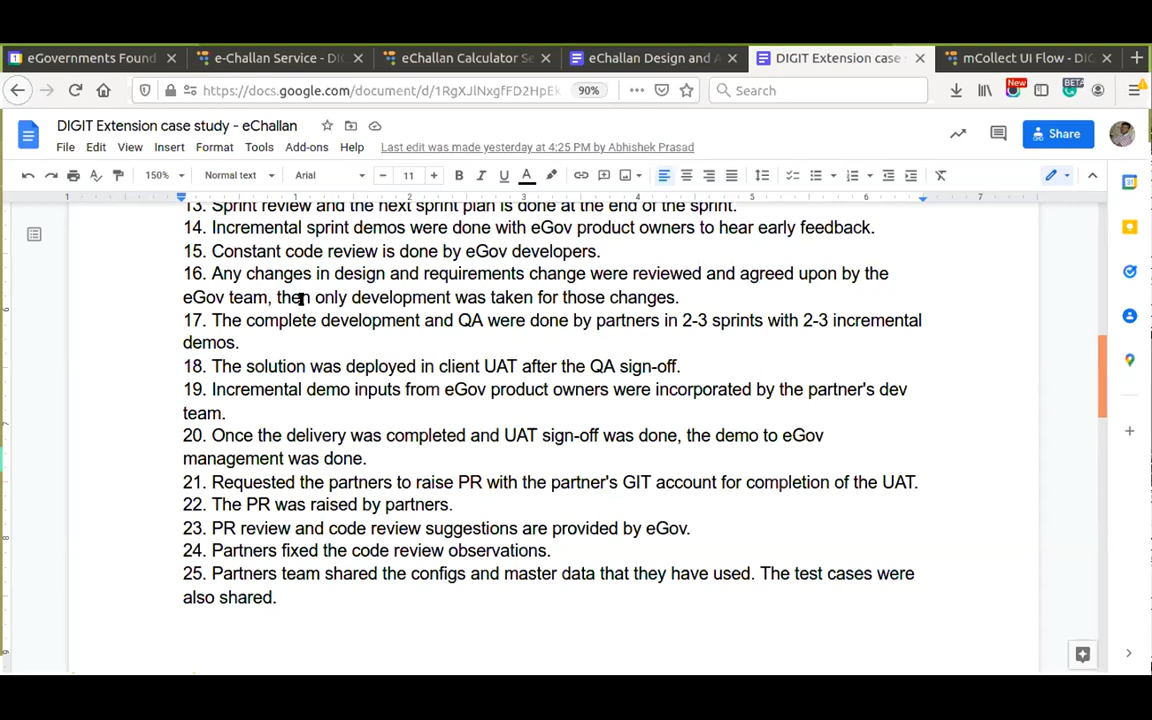 eGovernments Found
e-Challan Service - DI
eChallan Calculator Se
eChallan Design and A
DIGIT Extension case
mCollect UI Flow - DIG
https://docs.google.com/document/d/1RgXJlNxgfFD2HpEk
90%
Search
New
BETA
DIGIT Extension case study - eChallan
Share
File Edit View Insert Format Tools Add-ons Help Last edit was made yesterday at 4:25 PM by Abhishek Prasad
150% Normal text Arial 11 B I U A
1 1 2 3 4 5 6 7
13. Sprint review and the next sprint plan is done at the end of the sprint.
14. Incremental sprint demos were done with eGov product owners to hear early feedback.
15. Constant code review is done by eGov developers.
16. Any changes in design and requirements change were reviewed and agreed upon by the
eGov team, then only development was taken for those changes.
17. The complete development and QA were done by partners in 2-3 sprints with 2-3 incremental
demos.
18. The solution was deployed in client UAT after the QA sign-off.
19. Incremental demo inputs from eGov product owners were incorporated by the partner's dev
team.
20. Once the delivery was completed and UAT sign-off was done, the demo to eGov
management was done.
21. Requested the partners to raise PR with the partner's GIT account for completion of the UAT.
22. The PR was raised by partners.
23. PR review and code review suggestions are provided by eGov.
24. Partners fixed the code review observations.
25. Partners team shared the configs and master data that they have used. The test cases were
also shared.